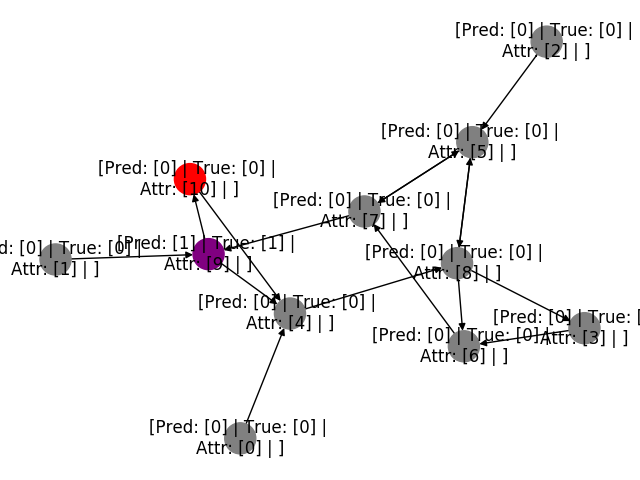 [Pred: [0] | True: [0] |
Attr: [2] | ]
[Pred: [0] | True: [0] |
Attr: [5] | ]
[Pred: [0] | True: [0] |
Attr: [10] | ]
[Pred: [0] | True: [0] |
Attr: [7] | ]
d: [0] | True: [0] |
Attr: [1] | ]
[Pred: [1] | True: [1] |
Attr: [9] | ]
[Pred: [0] | True: [0] |
Attr: [8] | ]
[Pred: [0] | True: [0] |
Attr: [4] | ]
[Pred: [0] | True: [
Attr: [3] | ]
[Pred: [0] | True: [0] |
Attr: [6] | ]
[Pred: [0] | True: [0] |
Attr: [0] | ]